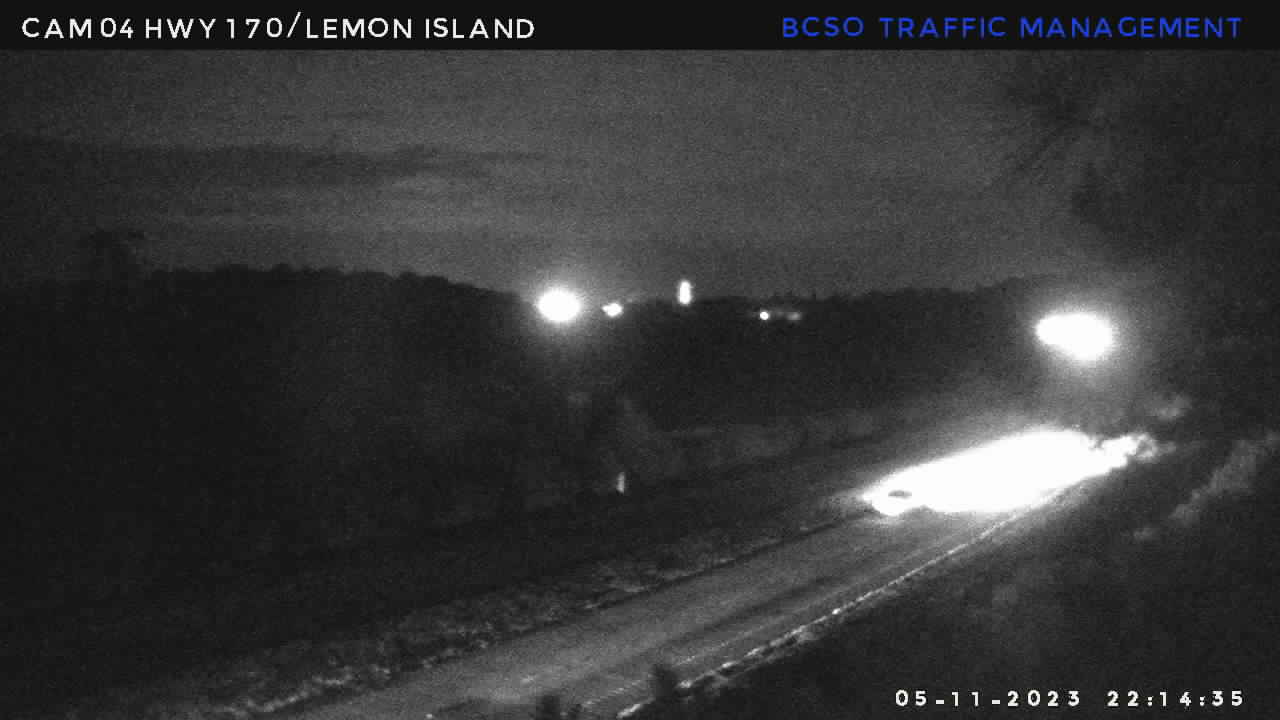 CAM 04 HWY 170/LEMON ISLAND
BCSO TRAFFIC MANAGEMENT
05-11-2023 22:14:35